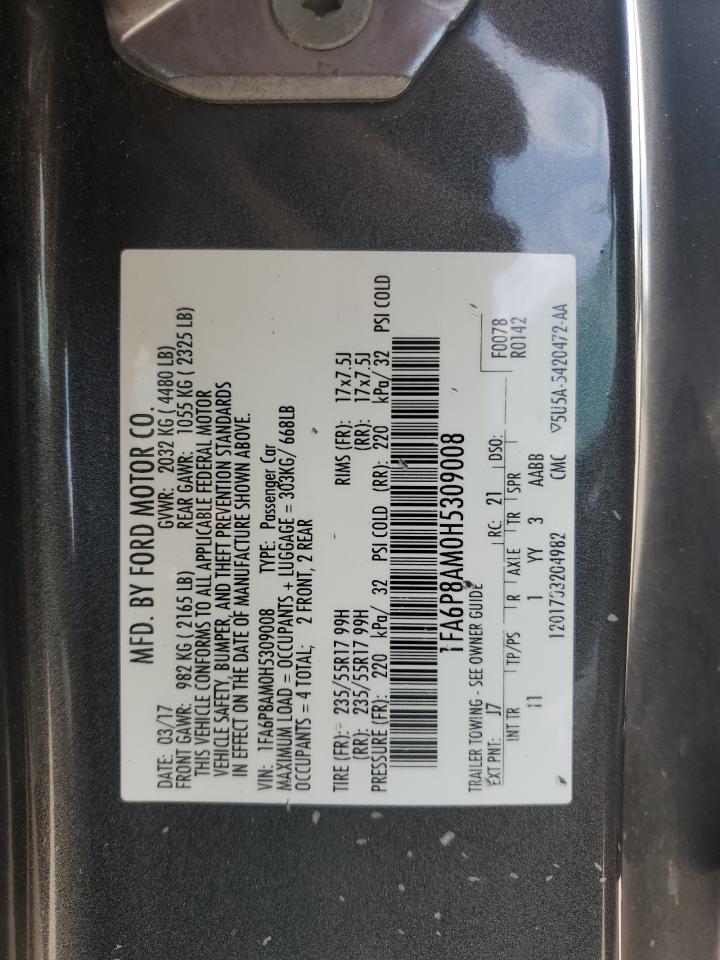 MFD. BY FORD MOTOR CO.
DATE: 03/17 GVWR: 2032 KG ( 4480 LB)
FRONT GAWR: 982 KG ( 2165 LB) REAR GAWR: 1055 KG ( 2325 LB)
THIS VEHICLE CONFORMS TO ALL APPLICABLE FEDERAL MOTOR
VEHICLE SAFETY, BUMPER, AND THEFT PREVENTION STANDARDS
IN EFFECT ON THE DATE OF MANUFACTURE SHOWN ABOVE.
VIN: 1FA6P8AM0H5309008 TYPE: Passenger Car
MAXIMUM LOAD = OCCUPANTS + LUGGAGE = 303KG/ 668LB
OCCUPANTS = 4 TOTAL; 2 FRONT, 2 REAR
TIRE (FR): 235/55R17 99H RIMS (FR): 17x7.5J
(RR): 235/55R17 99H (RR): 17x7.5J
PRESSURE (FR): 220 kPa/ 32 PSI COLD (RD): 220 kPa/ 32 PSI COLD
1FA6P8AM0H5309008
TRAILER TOWING - SEE OWNER GUIDE F0078
EXT PNT: J7 RC: 21 DSO: R0142
INT TR TP/PS R AXLE TR SPR
1 YY 3 AABB
1201703204982 CMC ▽5U5A-5420472-AA